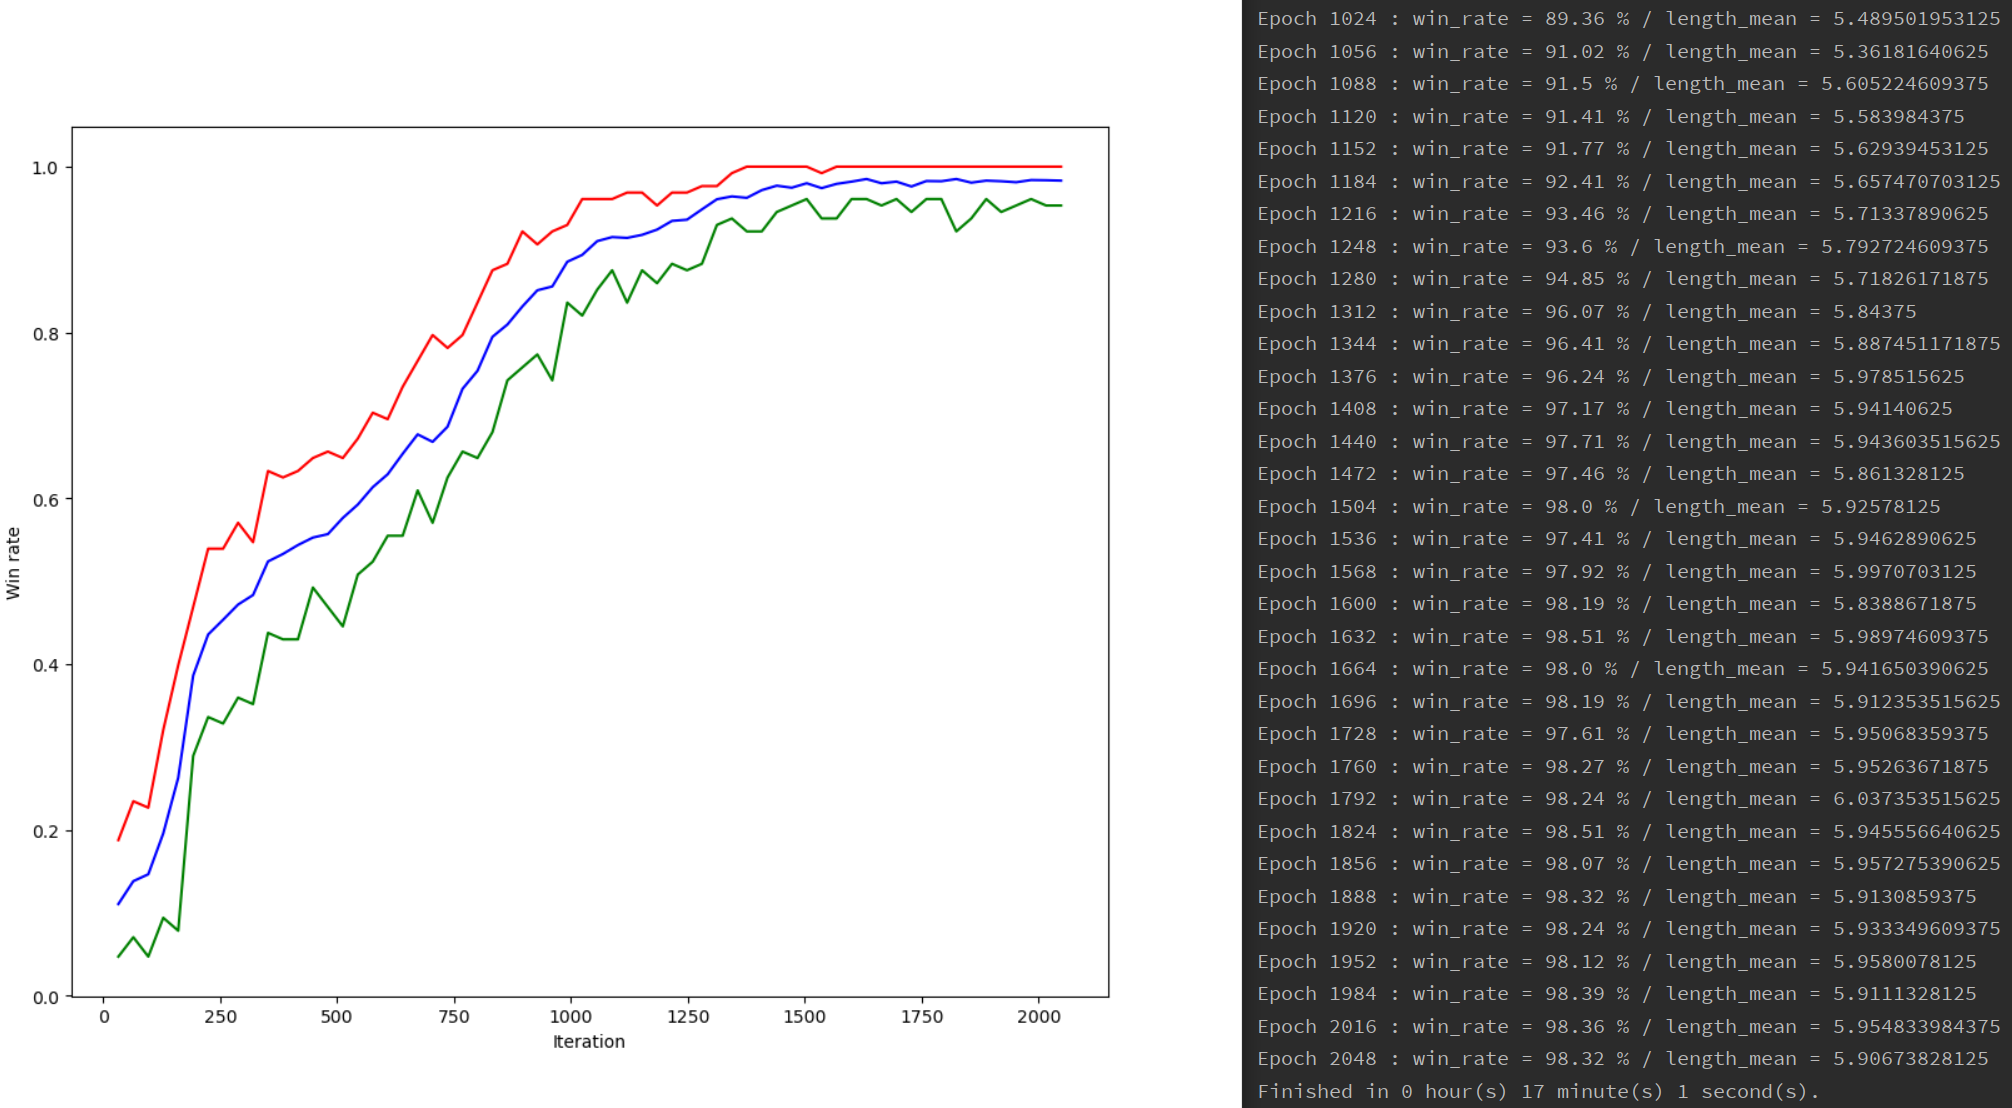 Win rate
1.0
0.8
0.6
0.4
0.2
0.0
0 250 500 750 1000 1250 1500 1750 2000
Iteration
Epoch 1024 : win_rate = 89.36 % / length_mean = 5.489501953125
Epoch 1056 : win_rate = 91.02 % / length_mean = 5.36181640625
Epoch 1088 : win_rate = 91.5 % / length_mean = 5.605224609375
Epoch 1120 : win_rate = 91.41 % / length_mean = 5.583984375
Epoch 1152 : win_rate = 91.77 % / length_mean = 5.62939453125
Epoch 1184 : win_rate = 92.41 % / length_mean = 5.657470703125
Epoch 1216 : win_rate = 93.46 % / length_mean = 5.71337890625
Epoch 1248 : win_rate = 93.6 % / length_mean = 5.792724609375
Epoch 1280 : win_rate = 94.85 % / length_mean = 5.71826171875
Epoch 1312 : win_rate = 96.07 % / length_mean = 5.84375
Epoch 1344 : win_rate = 96.41 % / length_mean = 5.887451171875
Epoch 1376 : win_rate = 96.24 % / length_mean = 5.978515625
Epoch 1408 : win_rate = 97.17 % / length_mean = 5.94140625
Epoch 1440 : win_rate = 97.71 % / length_mean = 5.943603515625
Epoch 1472 : win_rate = 97.46 % / length_mean = 5.861328125
Epoch 1504 : win_rate = 98.0 % / length_mean = 5.92578125
Epoch 1536 : win_rate = 97.41 % / length_mean = 5.9462890625
Epoch 1568 : win_rate = 97.92 % / length_mean = 5.9970703125
Epoch 1600 : win_rate = 98.19 % / length_mean = 5.8388671875
Epoch 1632 : win_rate = 98.51 % / length_mean = 5.98974609375
Epoch 1664 : win_rate = 98.0 % / length_mean = 5.941650390625
Epoch 1696 : win_rate = 98.19 % / length_mean = 5.912353515625
Epoch 1728 : win_rate = 97.61 % / length_mean = 5.95068359375
Epoch 1760 : win_rate = 98.27 % / length_mean = 5.95263671875
Epoch 1792 : win_rate = 98.24 % / length_mean = 6.037353515625
Epoch 1824 : win_rate = 98.51 % / length_mean = 5.945556640625
Epoch 1856 : win_rate = 98.07 % / length_mean = 5.957275390625
Epoch 1888 : win_rate = 98.32 % / length_mean = 5.9130859375
Epoch 1920 : win_rate = 98.24 % / length_mean = 5.933349609375
Epoch 1952 : win_rate = 98.12 % / length_mean = 5.9580078125
Epoch 1984 : win_rate = 98.39 % / length_mean = 5.9111328125
Epoch 2016 : win_rate = 98.36 % / length_mean = 5.954833984375
Epoch 2048 : win_rate = 98.32 % / length_mean = 5.90673828125
Finished in 0 hour(s) 17 minute(s) 1 second(s).